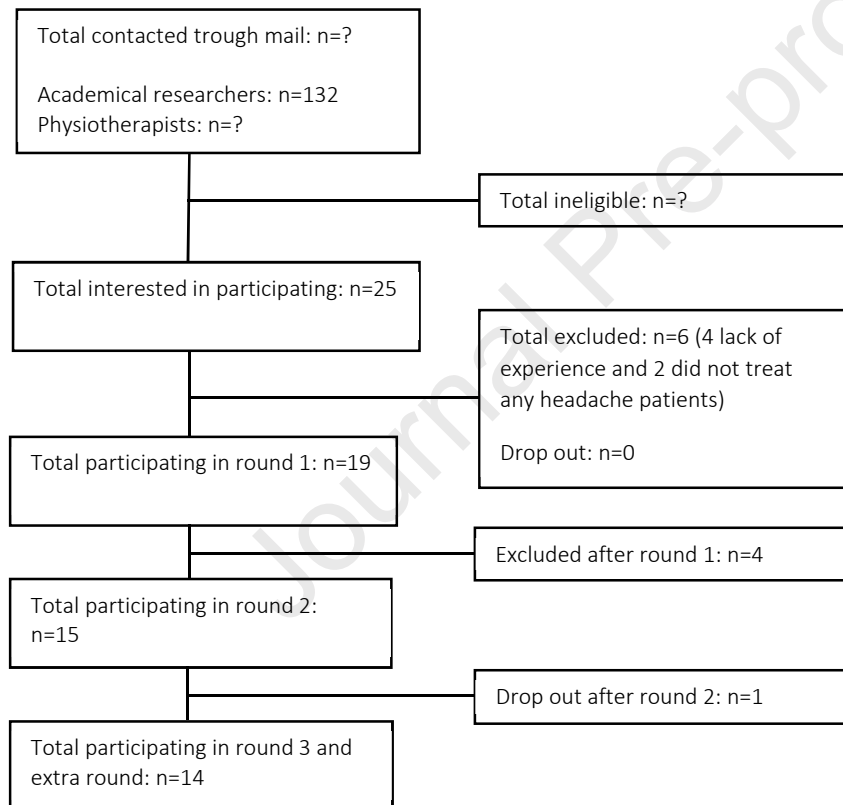 Total contacted trough mail: n=?
Academical researchers: n=132
Physiotherapists: n=?
Total ineligible: n=?
Total interested in participating: n=25
Total excluded: n=6 (4 lack of
experience and 2 did not treat
any headache patients)
Drop out: n=0
Total participating in round 1: n=19
Excluded after round 1: n=4
Total participating in round 2:
n=15
Drop out after round 2: n=1
Total participating in round 3 and
extra round: n=14
Journal Pre-pro